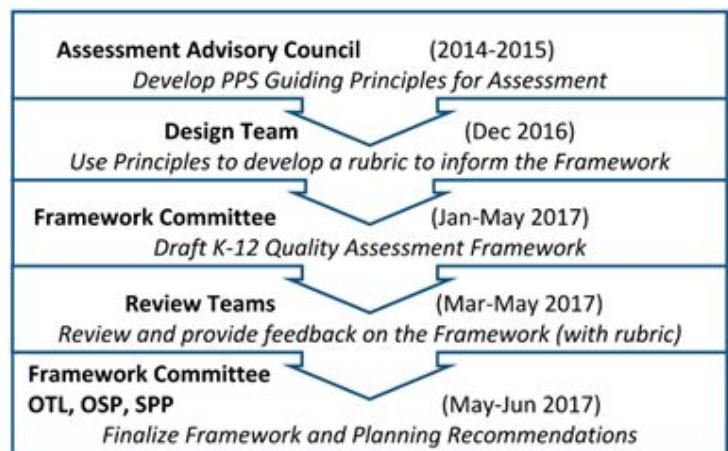 Assessment Advisory Council (2014-2015)
Develop PPS Guiding Principles for Assessment
Design Team (Dec 2016)
Use Principles to develop a rubric to inform the Framework
Framework Committee (Jan-May 2017)
Draft K-12 Quality Assessment Framework
Review Teams (Mar-May 2017)
Review and provide feedback on the Framework (with rubric)
Framework Committee
OTL, OSP, SPP (May-Jun 2017)
Finalize Framework and Planning Recommendations